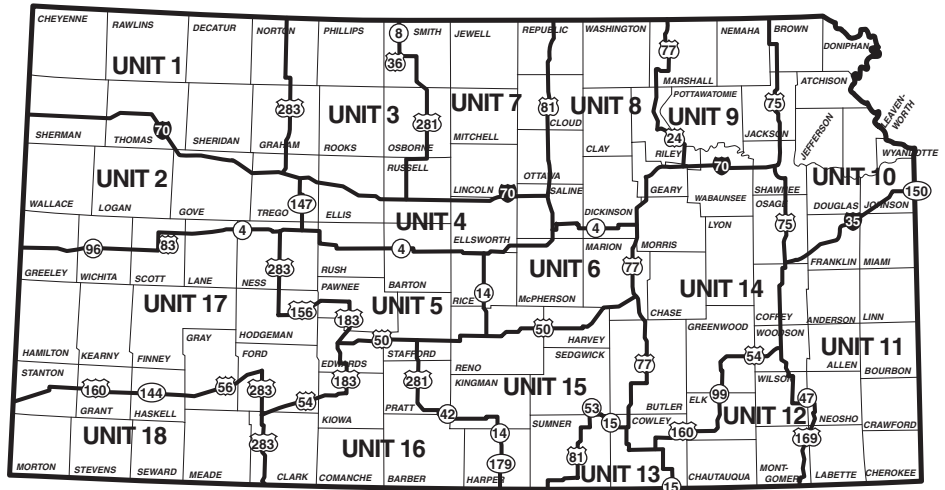 CHEYENNE RAWLINS DECATUR NORTON PHILLIPS 8 SMITH JEWELL REPUBLIC WASHINGTON NEMAHA BROWN
36 77 DONIPHAN
UNIT 1 MARSHALL ATCHISON
283 UNIT 3 UNIT 7 81 UNIT 8 POTTAWATOMIE UNIT 9 75 LEAVEN-
WORTH
70 281 CLOUD 24 JACKSON JEFFERSON
SHERMAN THOMAS SHERIDAN GRAHAM ROOKS OSBORNE MITCHELL CLAY RILEY WYANDOTTE
RUSSELL 70
UNIT 2 OTTAWA UNIT 10
LINCOLN 70 SALINE GEARY WABAUNSEE SHAWNEE 150
WALLACE LOGAN GOVE TREGO 147 ELLIS UNIT 4 DICKINSON OSAGE DOUGLAS JOHNSON
96 83 4 4 ELLSWORTH 4 MARION MORRIS LYON 75 35
GREELEY WICHITA SCOTT LANE NESS 283 RUSH BARTON UNIT 6 77 FRANKLIN MIAMI
PAWNEE RICE 14 McPHERSON UNIT 14
UNIT 17 156 183 UNIT 5 CHASE COFFEY ANDERSON LINN
GRAY HODGEMAN 50 50 HARVEY GREENWOOD WOODSON
HAMILTON KEARNY FINNEY FORD EDWARDS STAFFORD RENO SEDGWICK 54 UNIT 11
STANTON 160 144 56 283 54 183 281 KINGMAN UNIT 15 77 WILSON ALLEN BOURBON
GRANT HASKELL KIOWA PRATT 42 53 15 BUTLER ELK 99 47
UNIT 18 14 SUMNER COWLEY 160 UNIT 12 NEOSHO CRAWFORD
283 UNIT 16 179 81 169
MORTON STEVENS SEWARD MEADE CLARK COMANCHE BARBER HARPER UNIT 13 15 CHAUTAUQUA MONT-
GOMERY LABETTE CHEROKEE